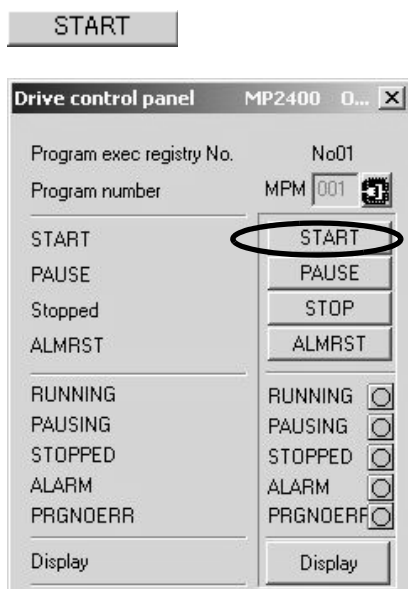 START
Drive control panel MP2400 O...
Program exec registry No. No01
Program number MPM 001
START START
PAUSE PAUSE
Stopped STOP
ALMRST ALMRST
RUNNING RUNNING
PAUSING PAUSING
STOPPED STOPPED
ALARM ALARM
PRGNOERR PRGNOERR
Display Display